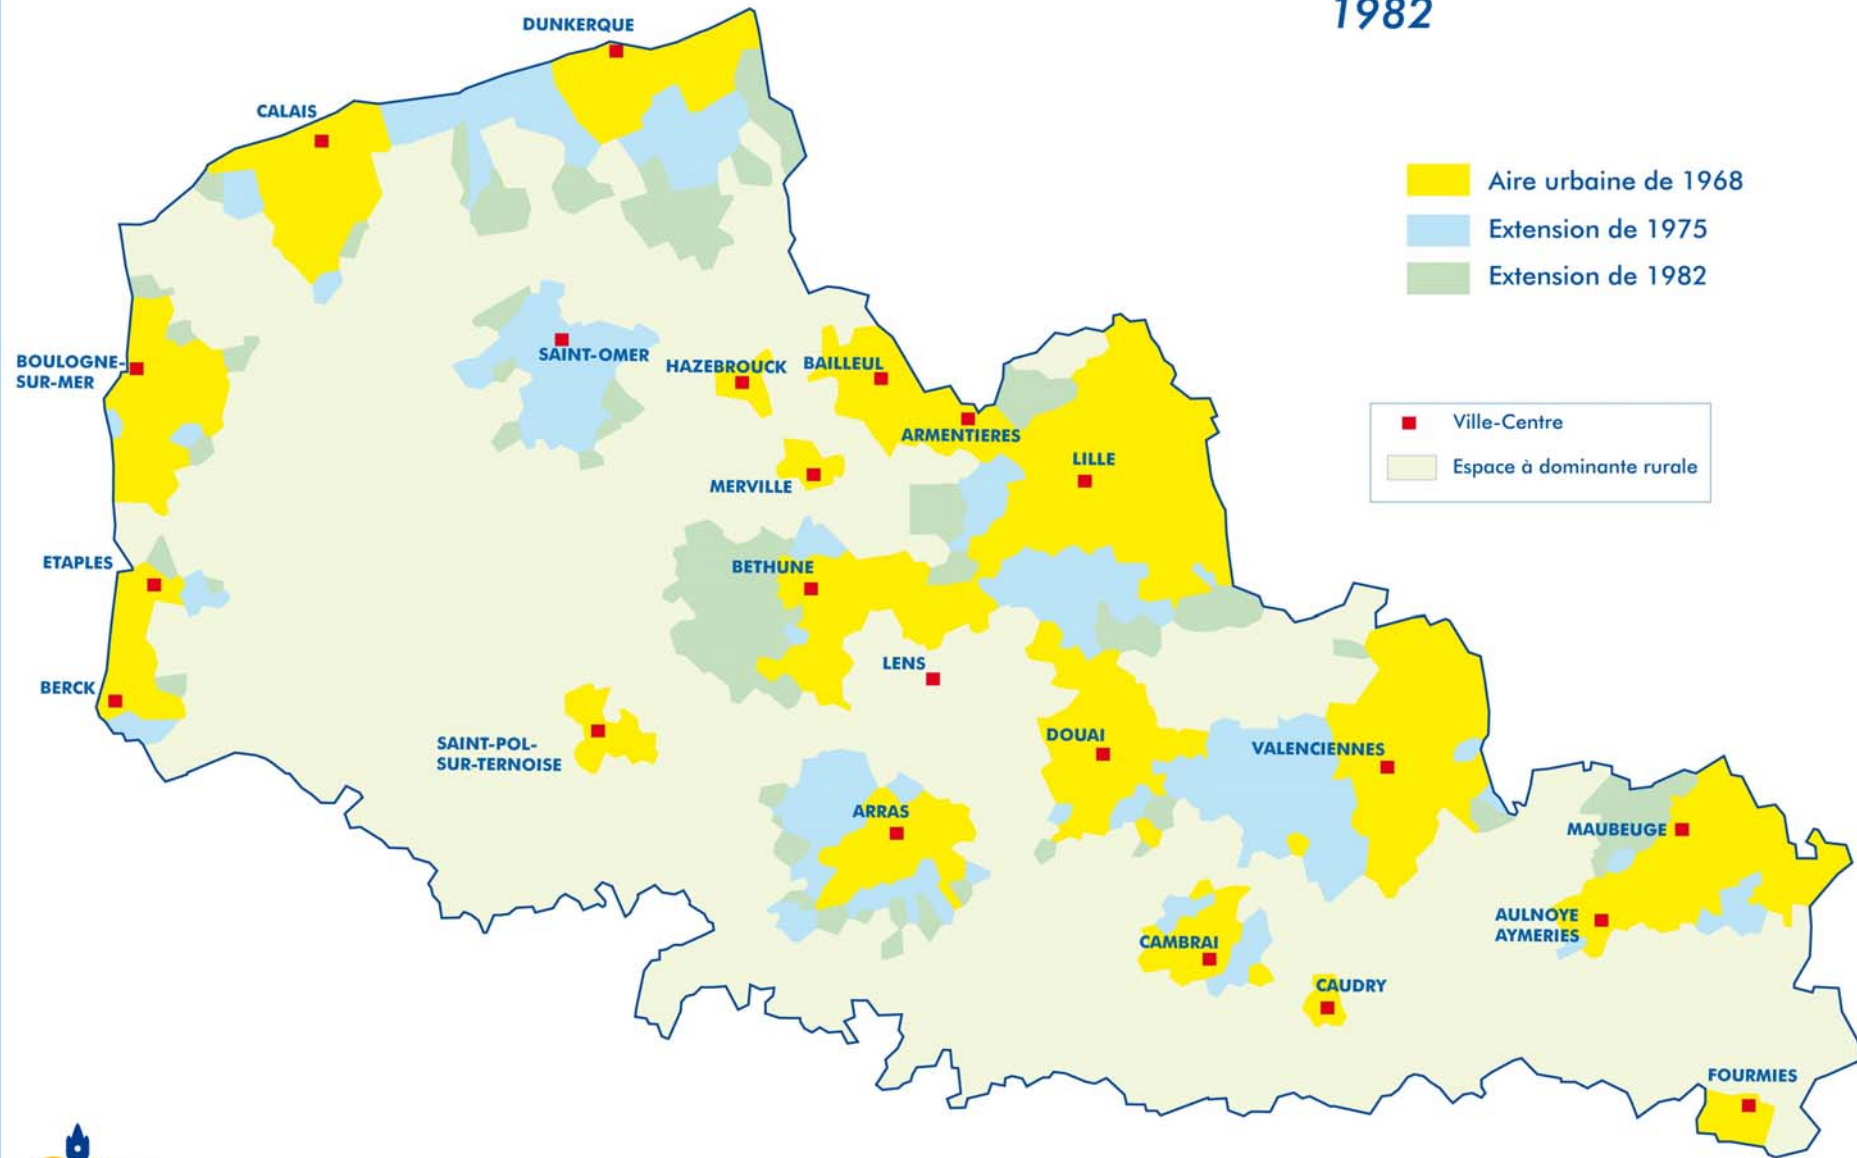 1982
DUNKERQUE
CALAIS
Aire urbaine de 1968
Extension de 1975
Extension de 1982
BOULOGNE-
SUR-MER
SAINT-OMER
HAZEBROUCK
BAILLEUL
ARMENTIERES
Ville-Centre
Espace à dominante rurale
LILLE
MERVILLE
ETAPLES
BETHUNE
LENS
BERCK
SAINT-POL-
SUR-TERNOISE
DOUAI
VALENCIENNES
ARRAS
MAUBEUGE
AULNOYE
AYMERIES
CAMBRAI
CAUDRY
FOURMIES